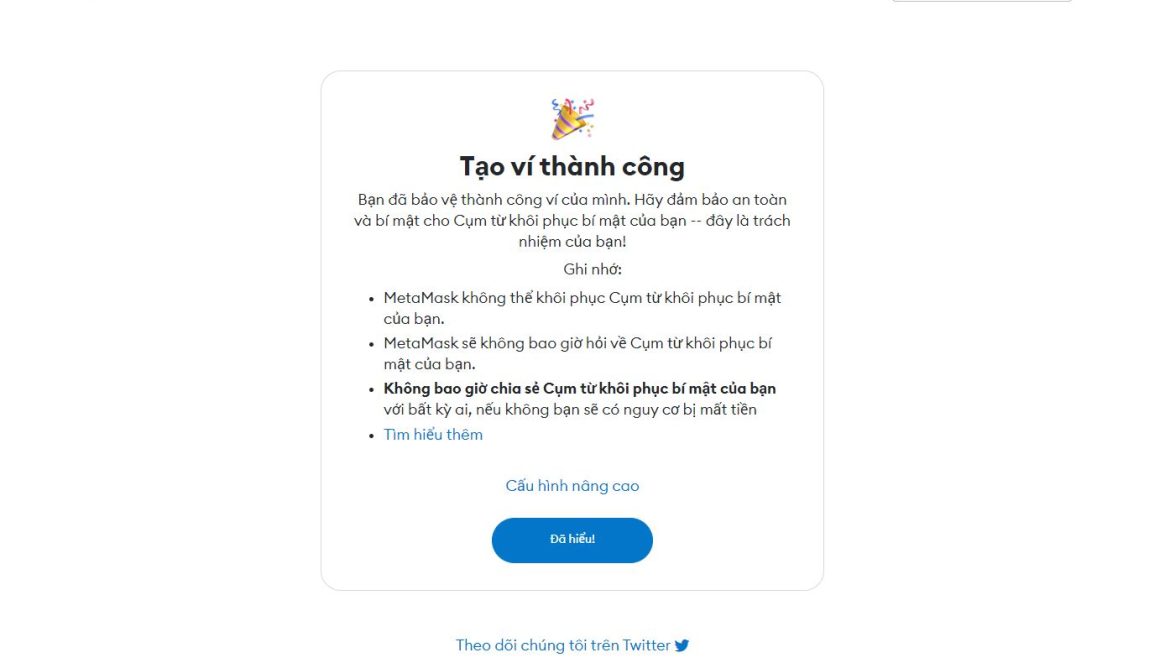 Tạo ví thành công
Bạn đã bảo vệ thành công ví của mình. Hãy đảm bảo an toàn
và bí mật cho Cụm từ khôi phục bí mật của bạn -- đây là trách
nhiệm của bạn!
Ghi nhớ:
MetaMask không thể khôi phục Cụm từ khôi phục bí mật
của bạn.
MetaMask sẽ không bao giờ hỏi về Cụm từ khôi phục bí
mật của bạn.
Không bao giờ chia sẻ Cụm từ khôi phục bí mật của bạn
với bất kỳ ai, nếu không bạn sẽ có nguy cơ bị mất tiền
Tìm hiểu thêm
Cấu hình nâng cao
Đã hiểu!
Theo dõi chúng tôi trên Twitter